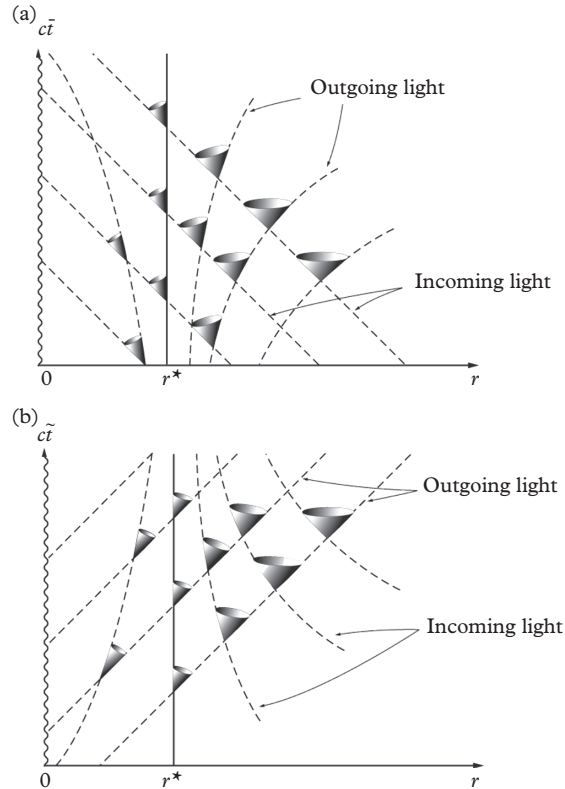 (a)
ct̄
Outgoing light
Incoming light
0
r★
r
(b)
ct̃
Outgoing light
Incoming light
0
r★
r